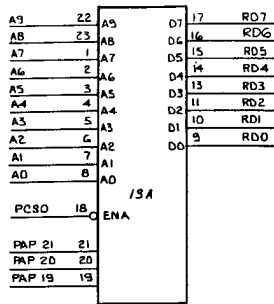 A9 22 A9 D7 17 RD7
A8 23 A8 D6 16 RD6
A7 1 A7 D5 15 RD5
A6 2 A6 D4 14 RD4
A5 3 A5 D3 13 RD3
A4 4 A4 D2 11 RD2
A3 5 A3 D1 10 RD1
A2 6 A2 D0 9 RD0
A1 7 A1
A0 8 A0
19A
PCS0 18 ENA
PAP 21 21
PAP 20 20
PAP 19 19